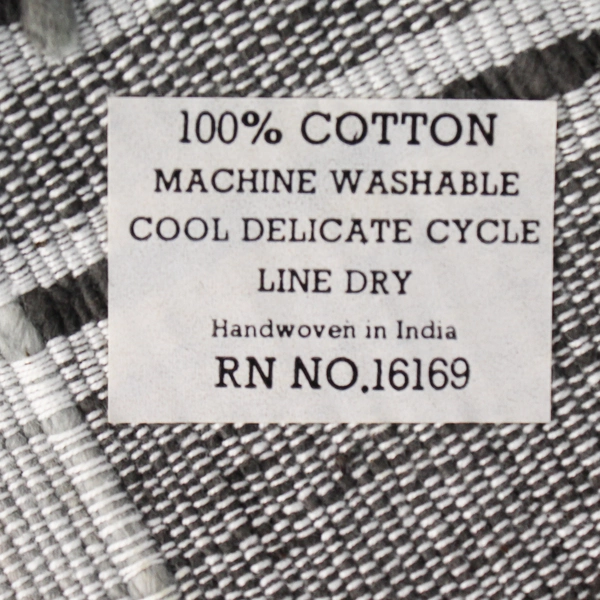 100% COTTON
MACHINE WASHABLE
COOL DELICATE CYCLE
LINE DRY
Handwoven in India
RN NO.16169